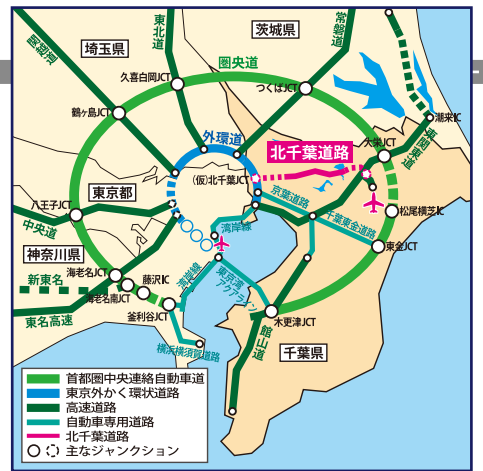 関越道
埼玉県
東北道
茨城県
常磐道
圏央道
久喜白岡JCT
つくばJCT
鶴ヶ島JCT
潮来IC
外環道
大栄JCT
東関東道
北千葉道路
(仮)北千葉JCT
八王子JCT
東京都
京葉道路
松尾横芝IC
中央道
湾岸線
千葉東金道路
東金JCT
神奈川県
海老名JCT
新東名
藤沢IC
湾岸線
東京湾
アクアライン
海老名南JCT
東名高速
釜利谷JCT
木更津JCT
横浜横須賀道路
館山道
千葉県
首都圏中央連絡自動車道
東京外かく環状道路
高速道路
自動車専用道路
北千葉道路
主なジャンクション